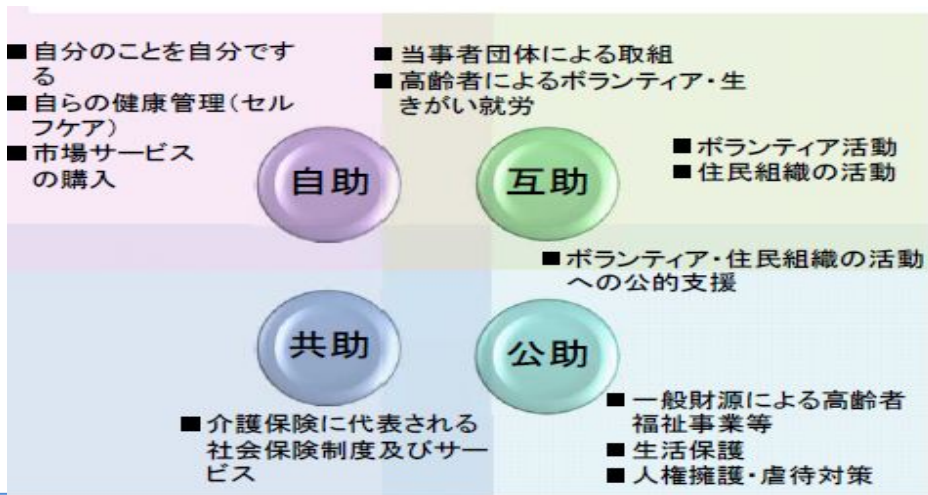 ■ 自分のことを自分です
る
■ 自らの健康管理(セル
フケア)
■ 市場サービス
の購入
■ 当事者団体による取組
■ 高齢者によるボランティア・生
きがい就労
自助
互助
■ ボランティア活動
■ 住民組織の活動
■ ボランティア・住民組織の活動
への公的支援
共助
公助
■ 介護保険に代表される
社会保険制度及びサー
ビス
■ 一般財源による高齢者
福祉事業等
■ 生活保護
■ 人権擁護・虐待対策